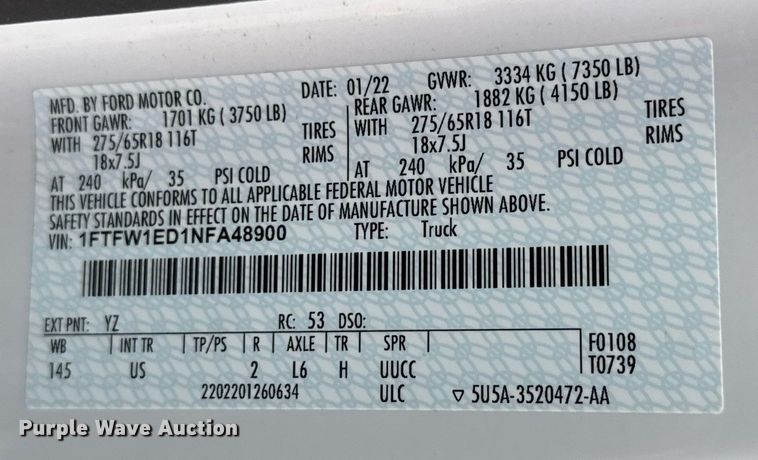 MFD. BY FORD MOTOR CO. DATE: 01/22 GVWR: 3334 KG ( 7350 LB)
FRONT GAWR: 1701 KG ( 3750 LB) REAR GAWR: 1882 KG ( 4150 LB)
WITH 275/65R18 116T TIRES WITH 275/65R18 116T TIRES
18x7.5J RIMS 18x7.5J RIMS
AT 240 kPa/ 35 PSI COLD AT 240 kPa/ 35 PSI COLD
THIS VEHICLE CONFORMS TO ALL APPLICABLE FEDERAL MOTOR VEHICLE
SAFETY STANDARDS IN EFFECT ON THE DATE OF MANUFACTURE SHOWN ABOVE.
VIN: 1FTFW1ED1NFA48900 TYPE: Truck
EXT PNT: YZ RC: 53 DSO:
WB INT TR TP/PS R AXLE TR SPR F0108
145 US 2 L6 H UUCC T0739
2202201260634 ULC ▽ 5U5A-3520472-AA
Purple Wave Auction